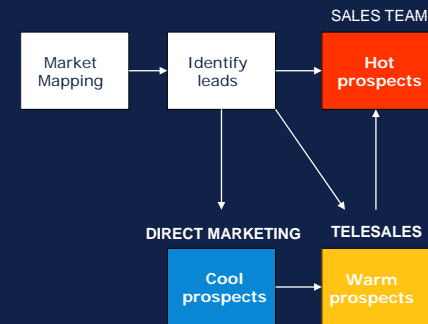 SALES TEAM
Market
Mapping
Identify
leads
Hot
prospects
DIRECT MARKETING
TELESALES
Cool
prospects
Warm
prospects